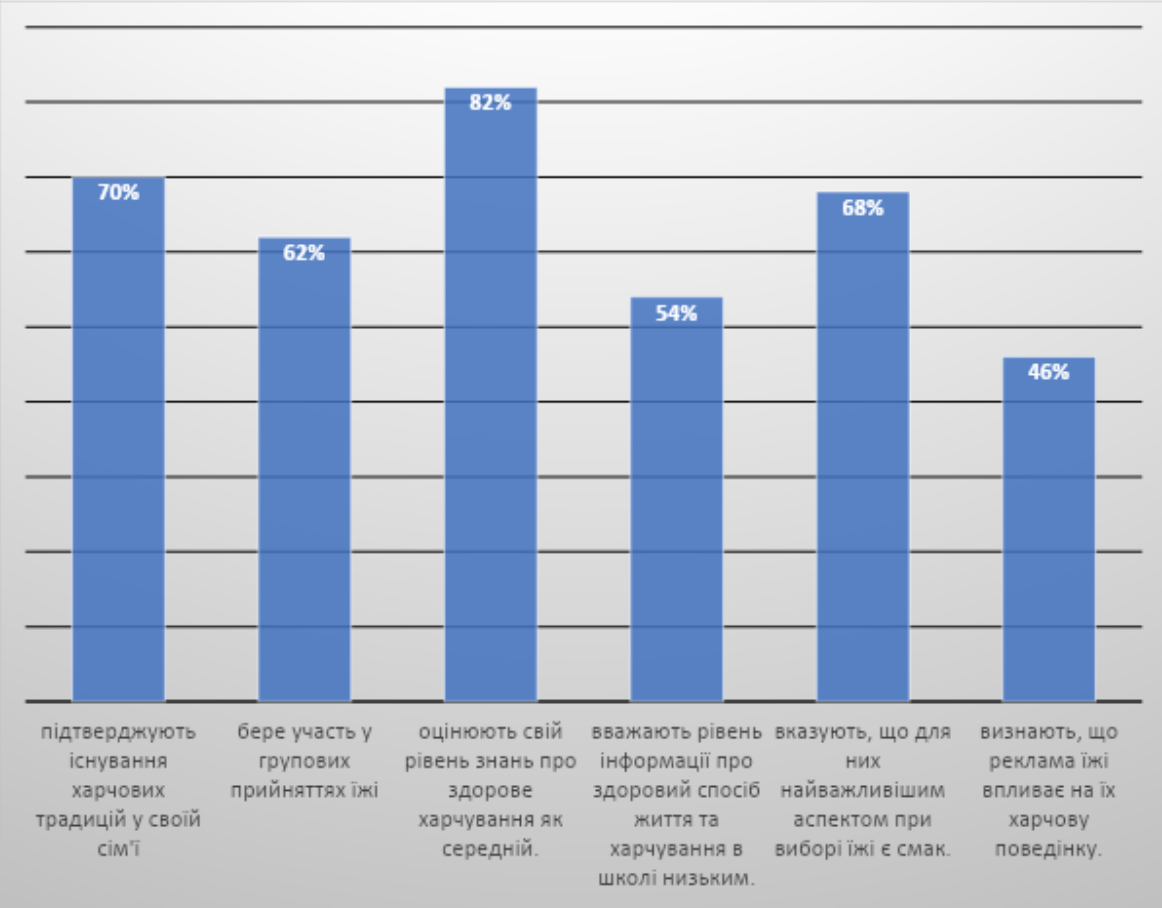 70%
62%
82%
54%
68%
46%
підтверджують
існування
харчових
традицій у своїй
сім'ї
бере участь у
групових
прийняттях їжі
оцінюють свій
рівень знань про
здорове
харчування як
середній.
вважають рівень
інформації про
здоровий спосіб
життя та
харчування в
школі низьким.
вказують, що для
них
найважливішим
аспектом при
виборі їжі є смак.
визнають, що
реклама їжі
впливає на їх
харчову
поведінку.